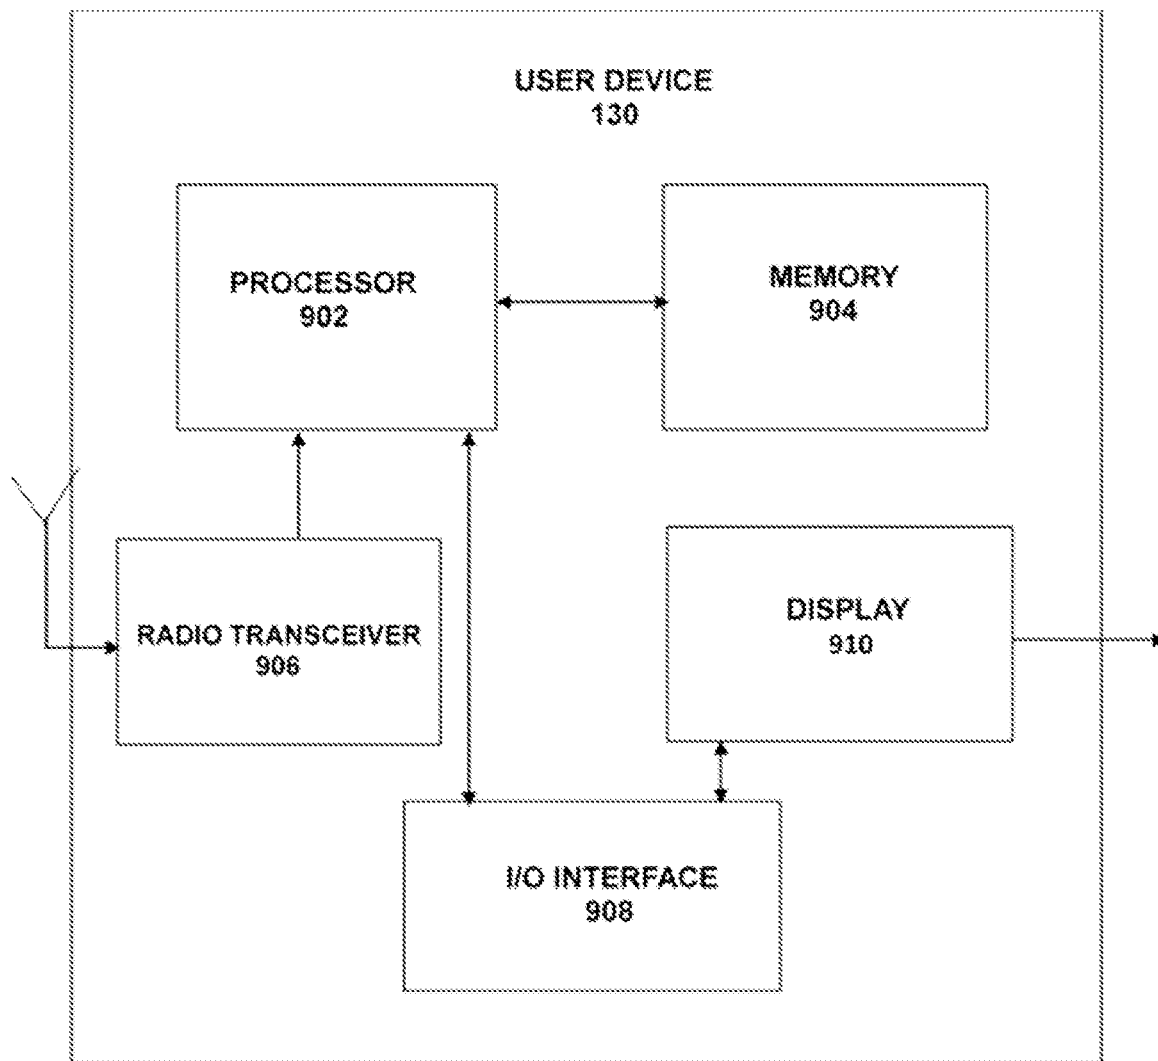 USER DEVICE
130
PROCESSOR
902
MEMORY
904
RADIO TRANSCEIVER
906
DISPLAY
910
I/O INTERFACE
908